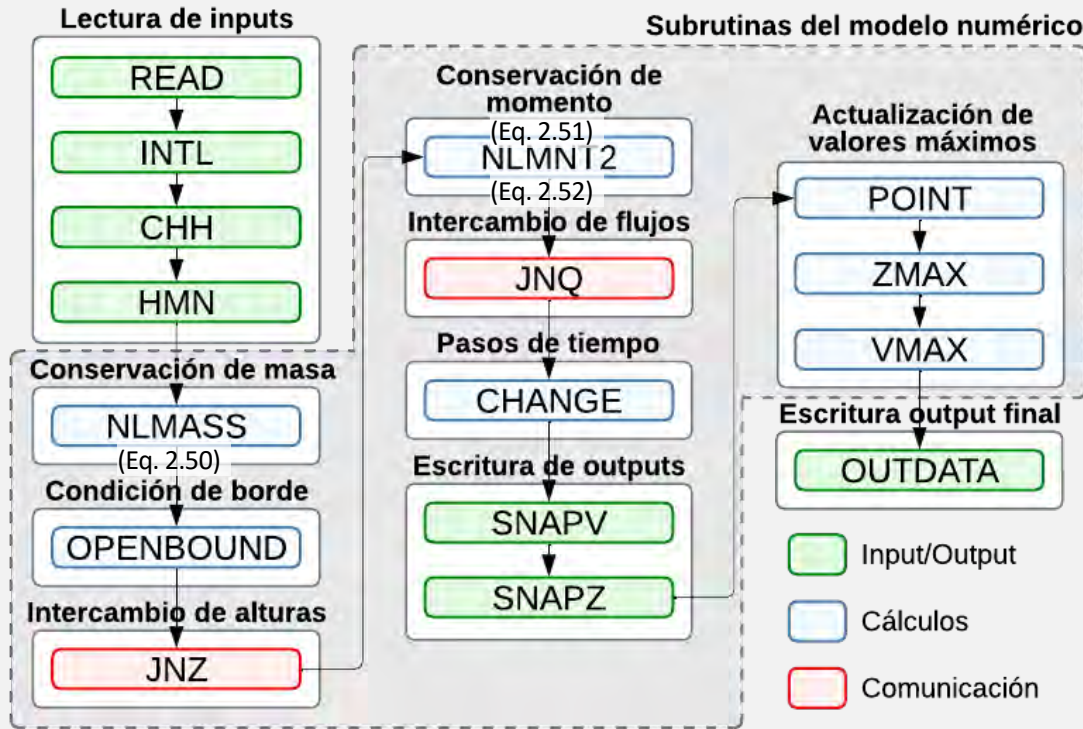 Lectura de inputs
READ
INTL
CHH
HMN
Subrutinas del modelo numérico
Conservación de masa
NLMASS
(Eq. 2.50)
Condición de borde
OPENBOUND
Intercambio de alturas
JNZ
Conservación de
momento
(Eq. 2.51)
NLMNT2
(Eq. 2.52)
Intercambio de flujos
JNQ
Pasos de tiempo
CHANGE
Escritura de outputs
SNAPV
SNAPZ
Actualización de
valores máximos
POINT
ZMAX
VMAX
Escritura output final
OUTDATA
Input/Output
Cálculos
Comunicación